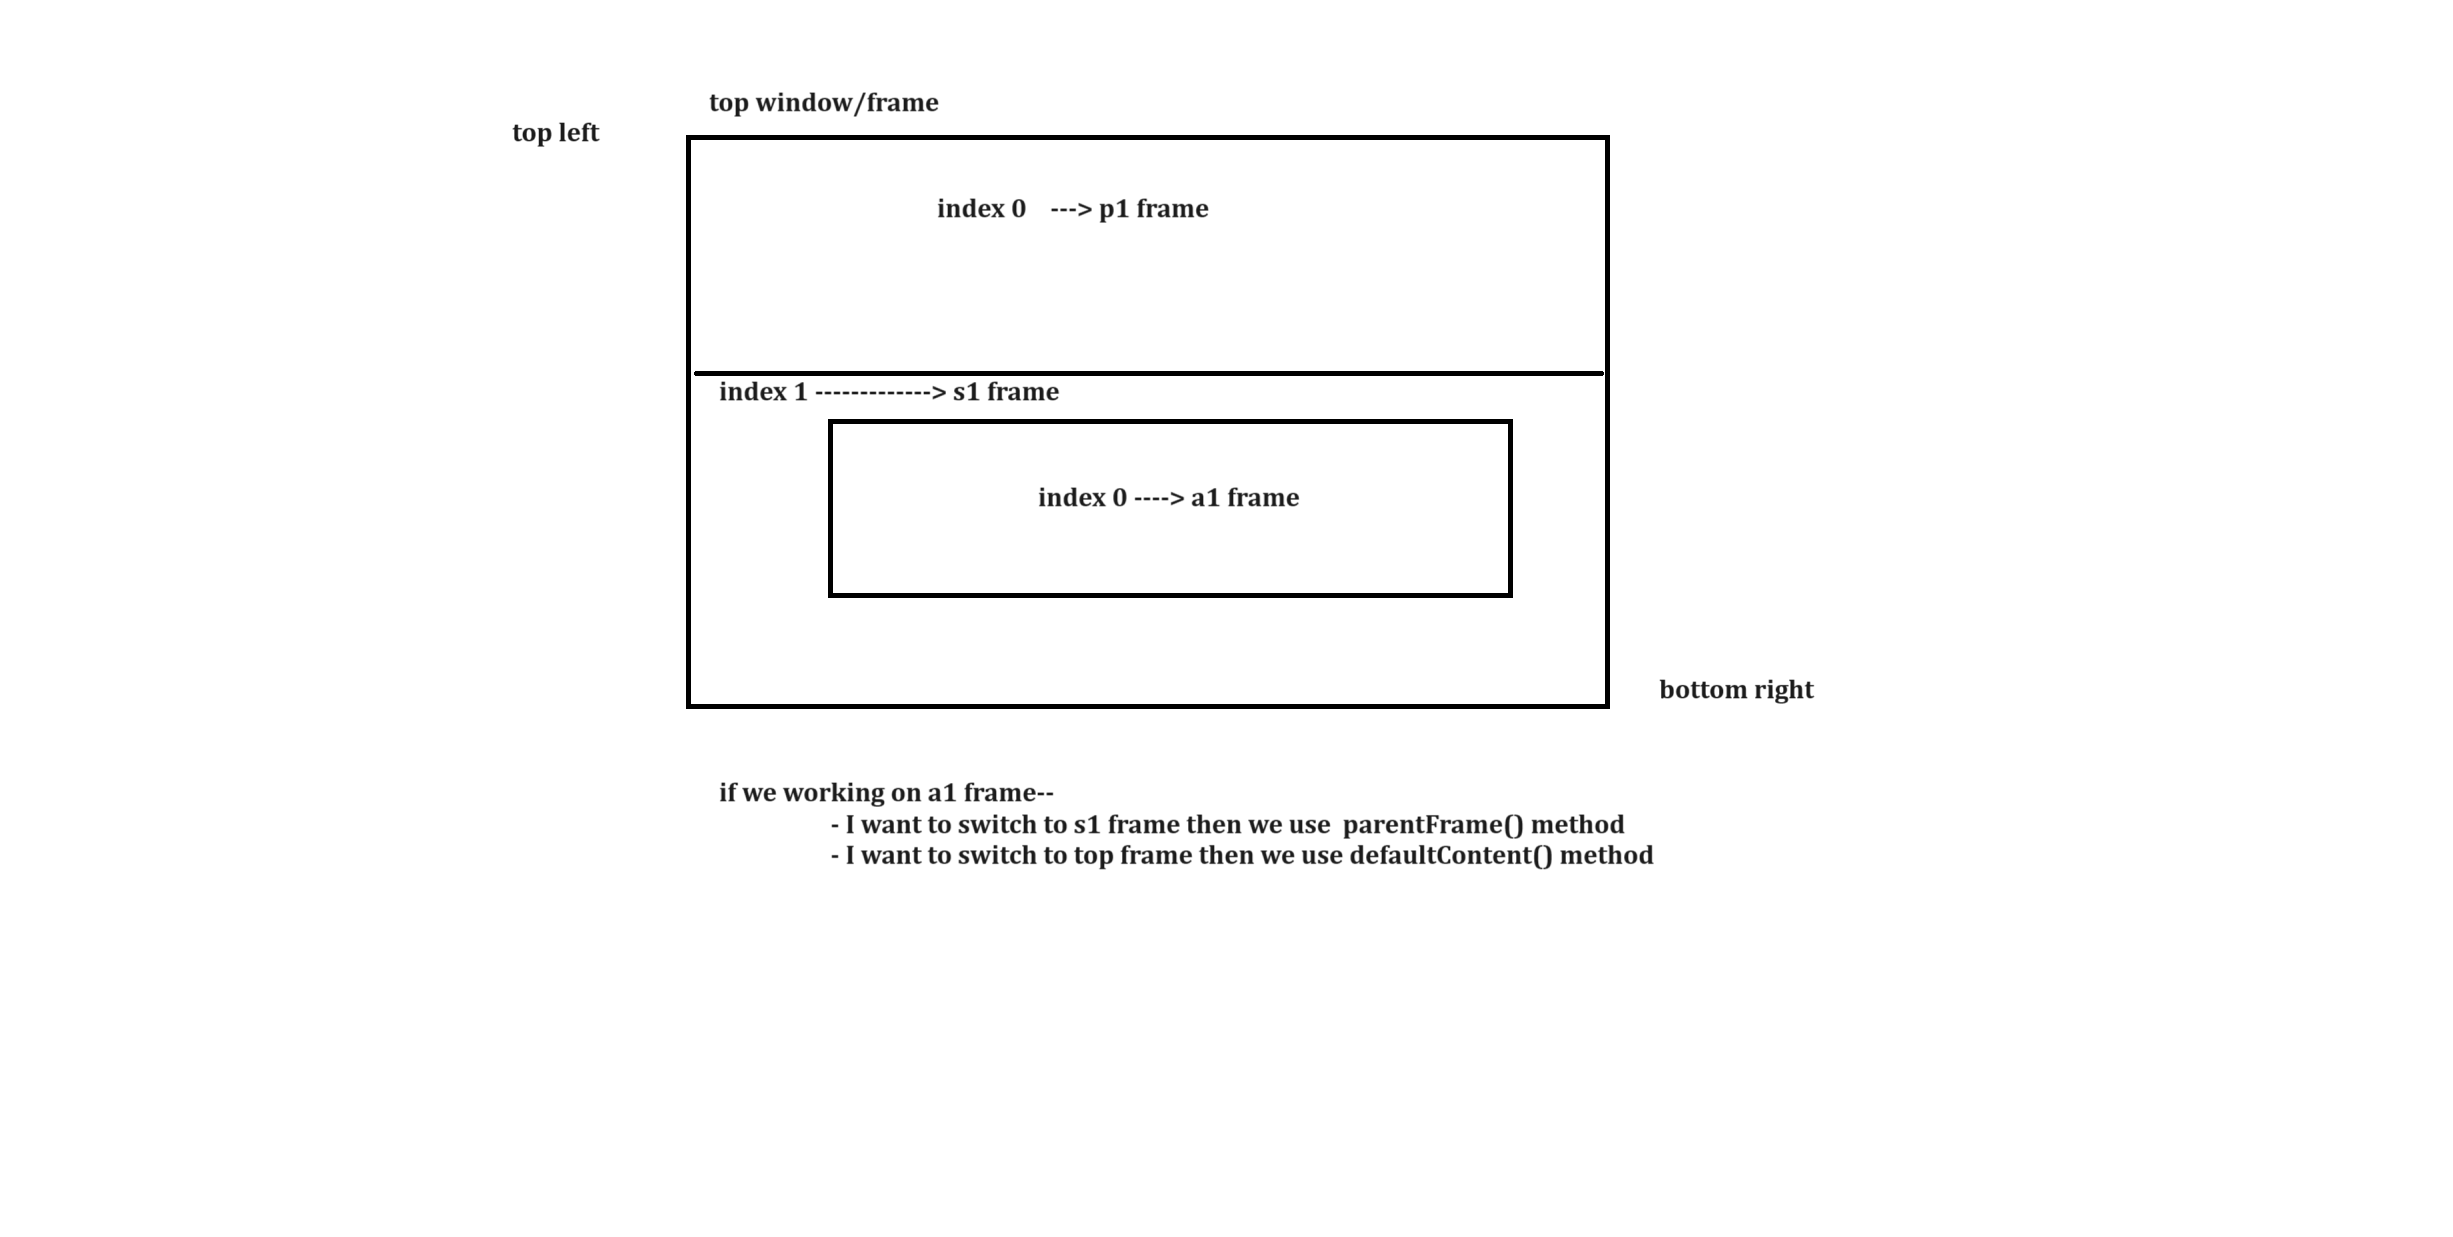 top window/frame
top left
index 0    ---> p1 frame
index 1 -------------> s1 frame
index 0 ----> a1 frame
bottom right
if we working on a1 frame--
- I want to switch to s1 frame then we use  parentFrame() method
- I want to switch to top frame then we use defaultContent() method